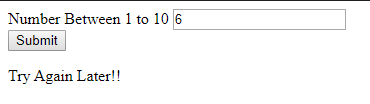 Number Between 1 to 10 6
Submit
Try Again Later!!